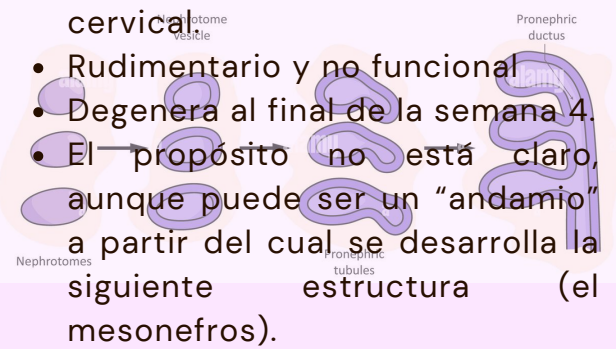 cervical.
Nephrotome
vesicle
Pronephric
ductus
• Rudimentario y no funcional
• Degenera al final de la semana 4.
• El propósito no está claro,
aunque puede ser un “andamio”
a partir del cual se desarrolla la
siguiente estructura (el
mesonefros).
Nephrotomes
Pronephric
tubules
alamy